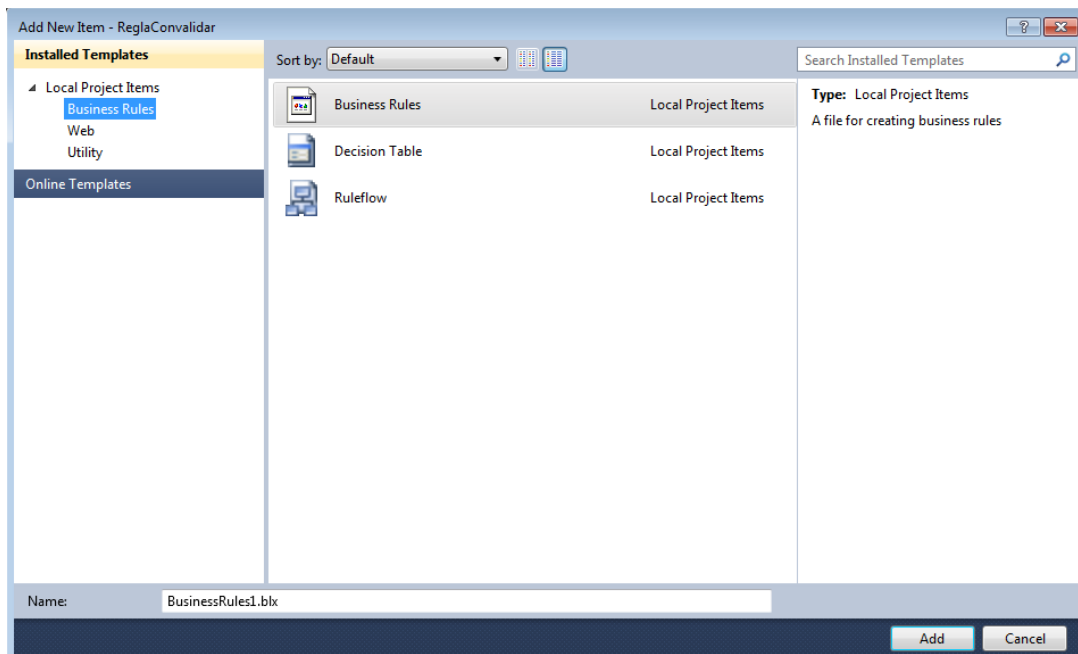 Add New Item - ReglaConvalidar
Installed Templates
Local Project Items
Business Rules
Web
Utility
Online Templates
Sort by: Default
Business Rules Local Project Items
Decision Table Local Project Items
Ruleflow Local Project Items
Search Installed Templates
Type: Local Project Items
A file for creating business rules
Name: BusinessRules1.blx
Add Cancel